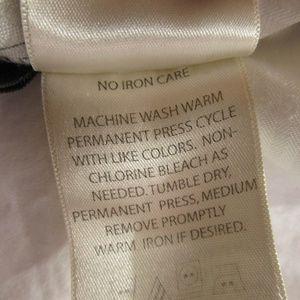 NO IRON CARE
MACHINE WASH WARM
PERMANENT PRESS CYCLE
WITH LIKE COLORS. NON-
CHLORINE BLEACH AS
NEEDED. TUMBLE DRY,
PERMANENT PRESS, MEDIUM
REMOVE PROMPTLY
WARM IRON IF DESIRED.